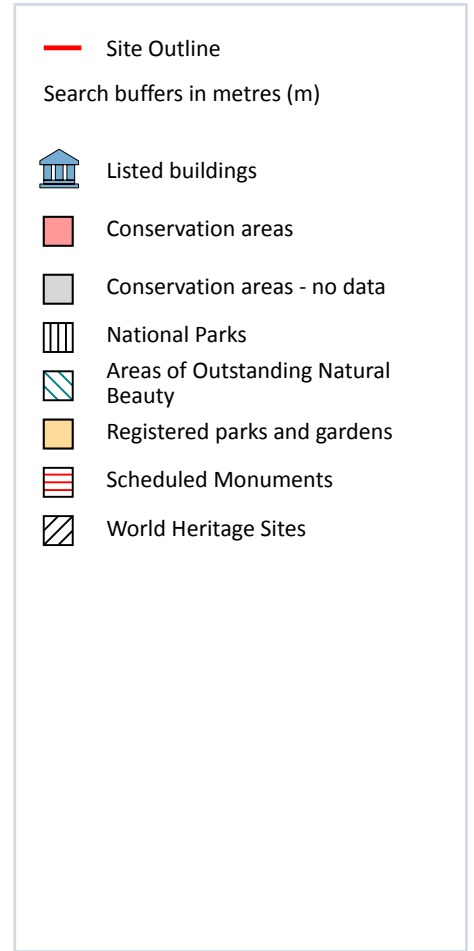 Site Outline
Search buffers in metres (m)
Listed buildings
Conservation areas
Conservation areas - no data
National Parks
Areas of Outstanding Natural
Beauty
Registered parks and gardens
Scheduled Monuments
World Heritage Sites